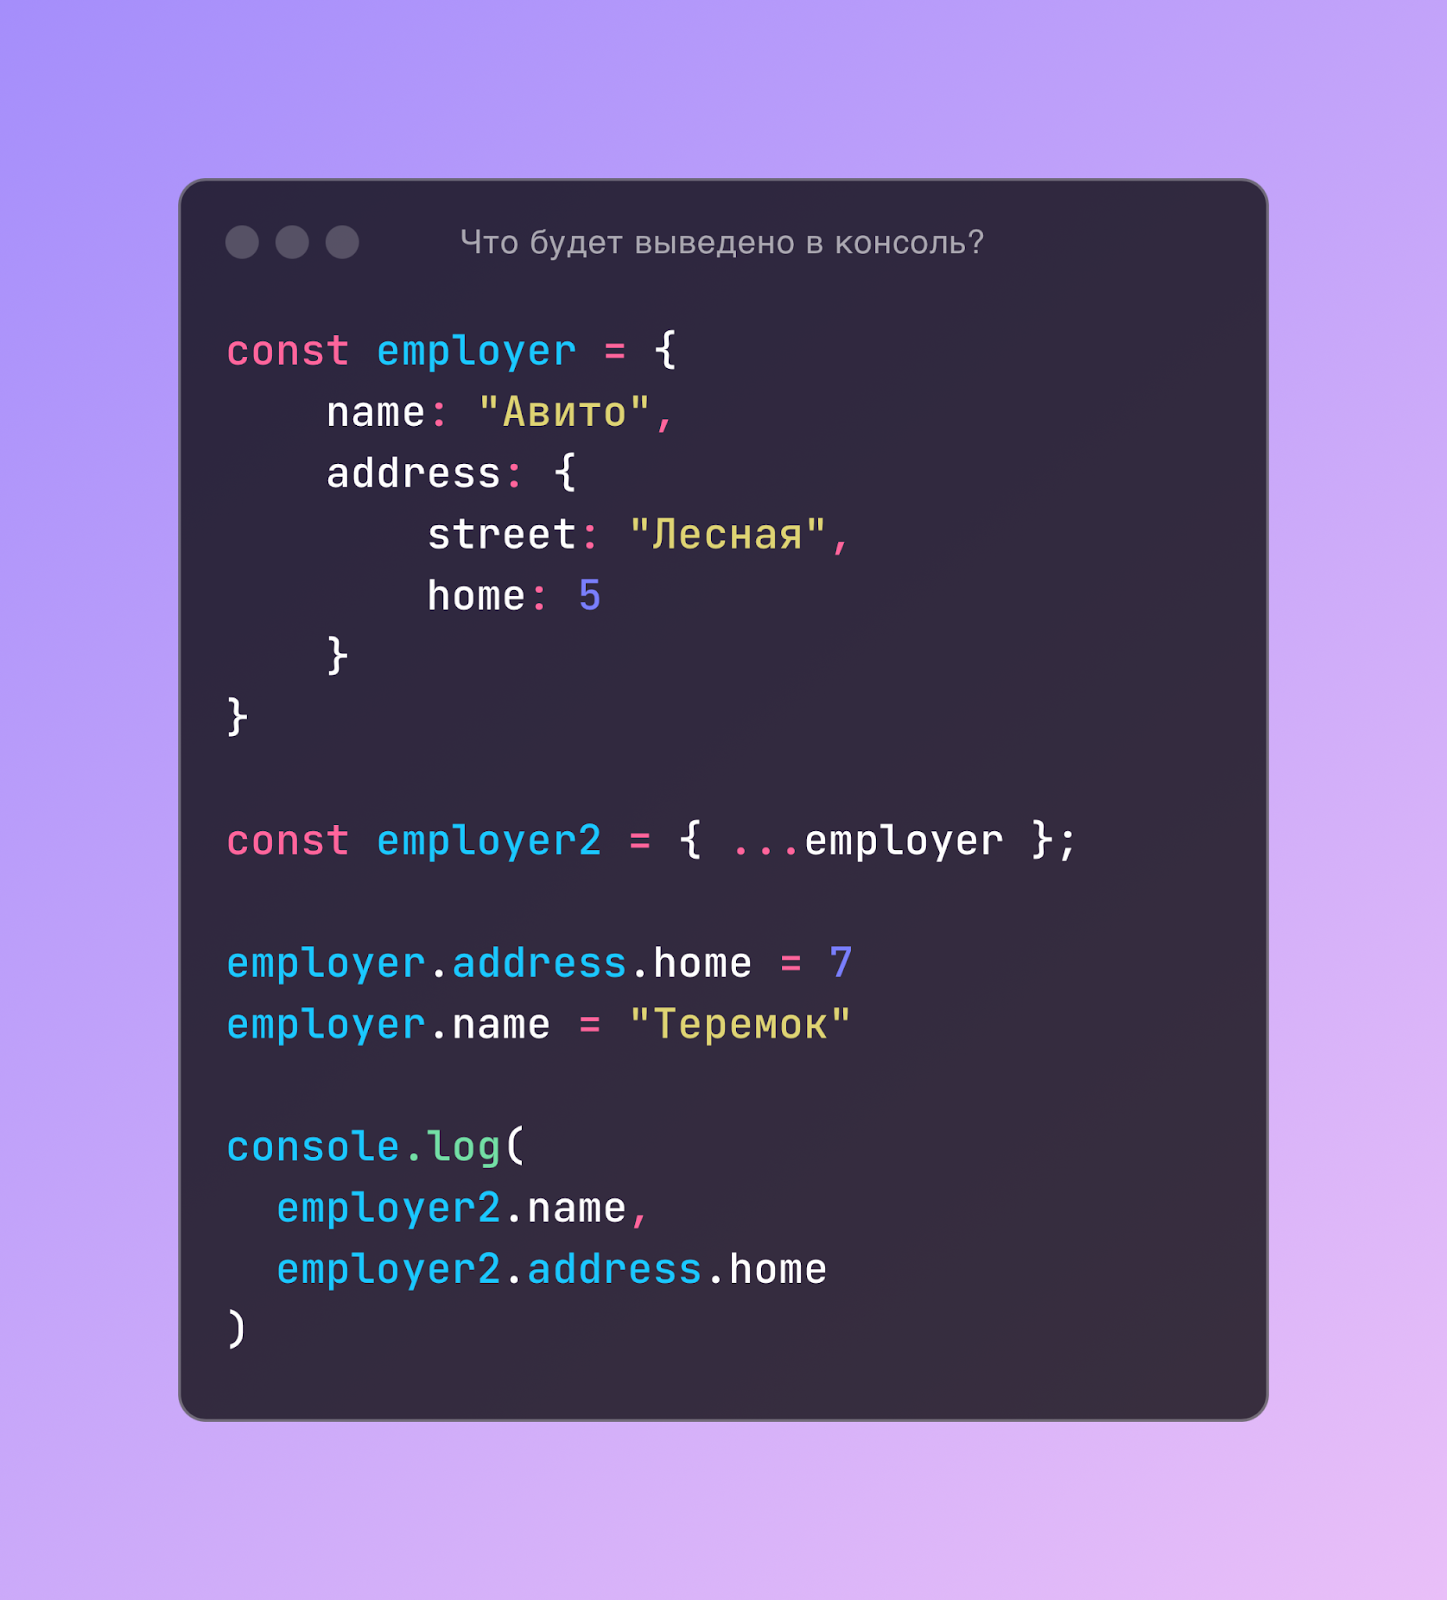 Что будет выведено в консоль?
const employer = {
    name: "Авито",
    address: {
        street: "Лесная",
        home: 5
    }
}

const employer2 = { ...employer };

employer.address.home = 7
employer.name = "Теремок"

console.log(
  employer2.name,
  employer2.address.home
)